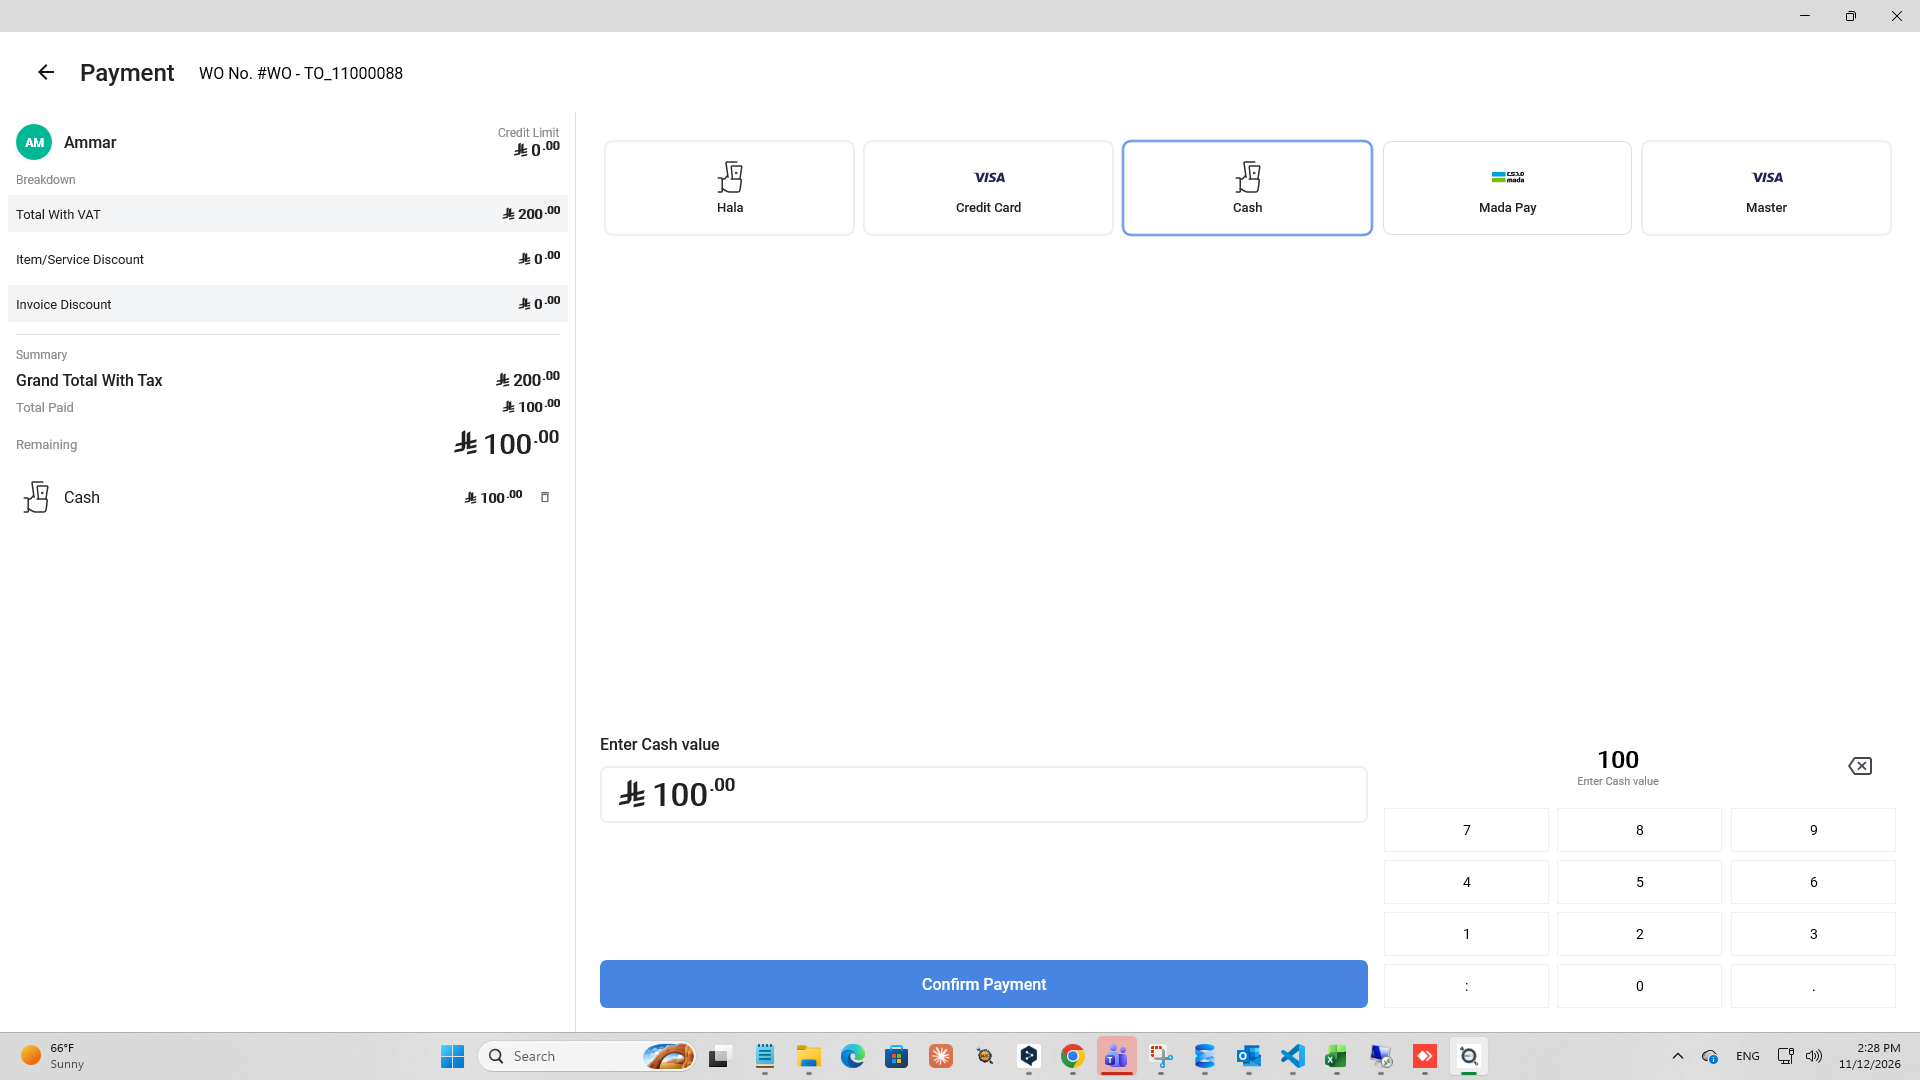 Payment WO No. #WO - TO_11000088
AM Ammar
Credit Limit
0.00
Breakdown
Total With VAT 200.00
Item/Service Discount 0.00
Invoice Discount 0.00
Summary
Grand Total With Tax 200.00
Total Paid 100.00
Remaining 100.00
Cash 100.00
Hala
VISA
Credit Card
Cash
mada
Mada Pay
VISA
Master
Enter Cash value
100.00
Confirm Payment
100
Enter Cash value
7 8 9
4 5 6
1 2 3
: 0 .
66°F
Sunny
Search
ENG
2:28 PM
11/12/2026